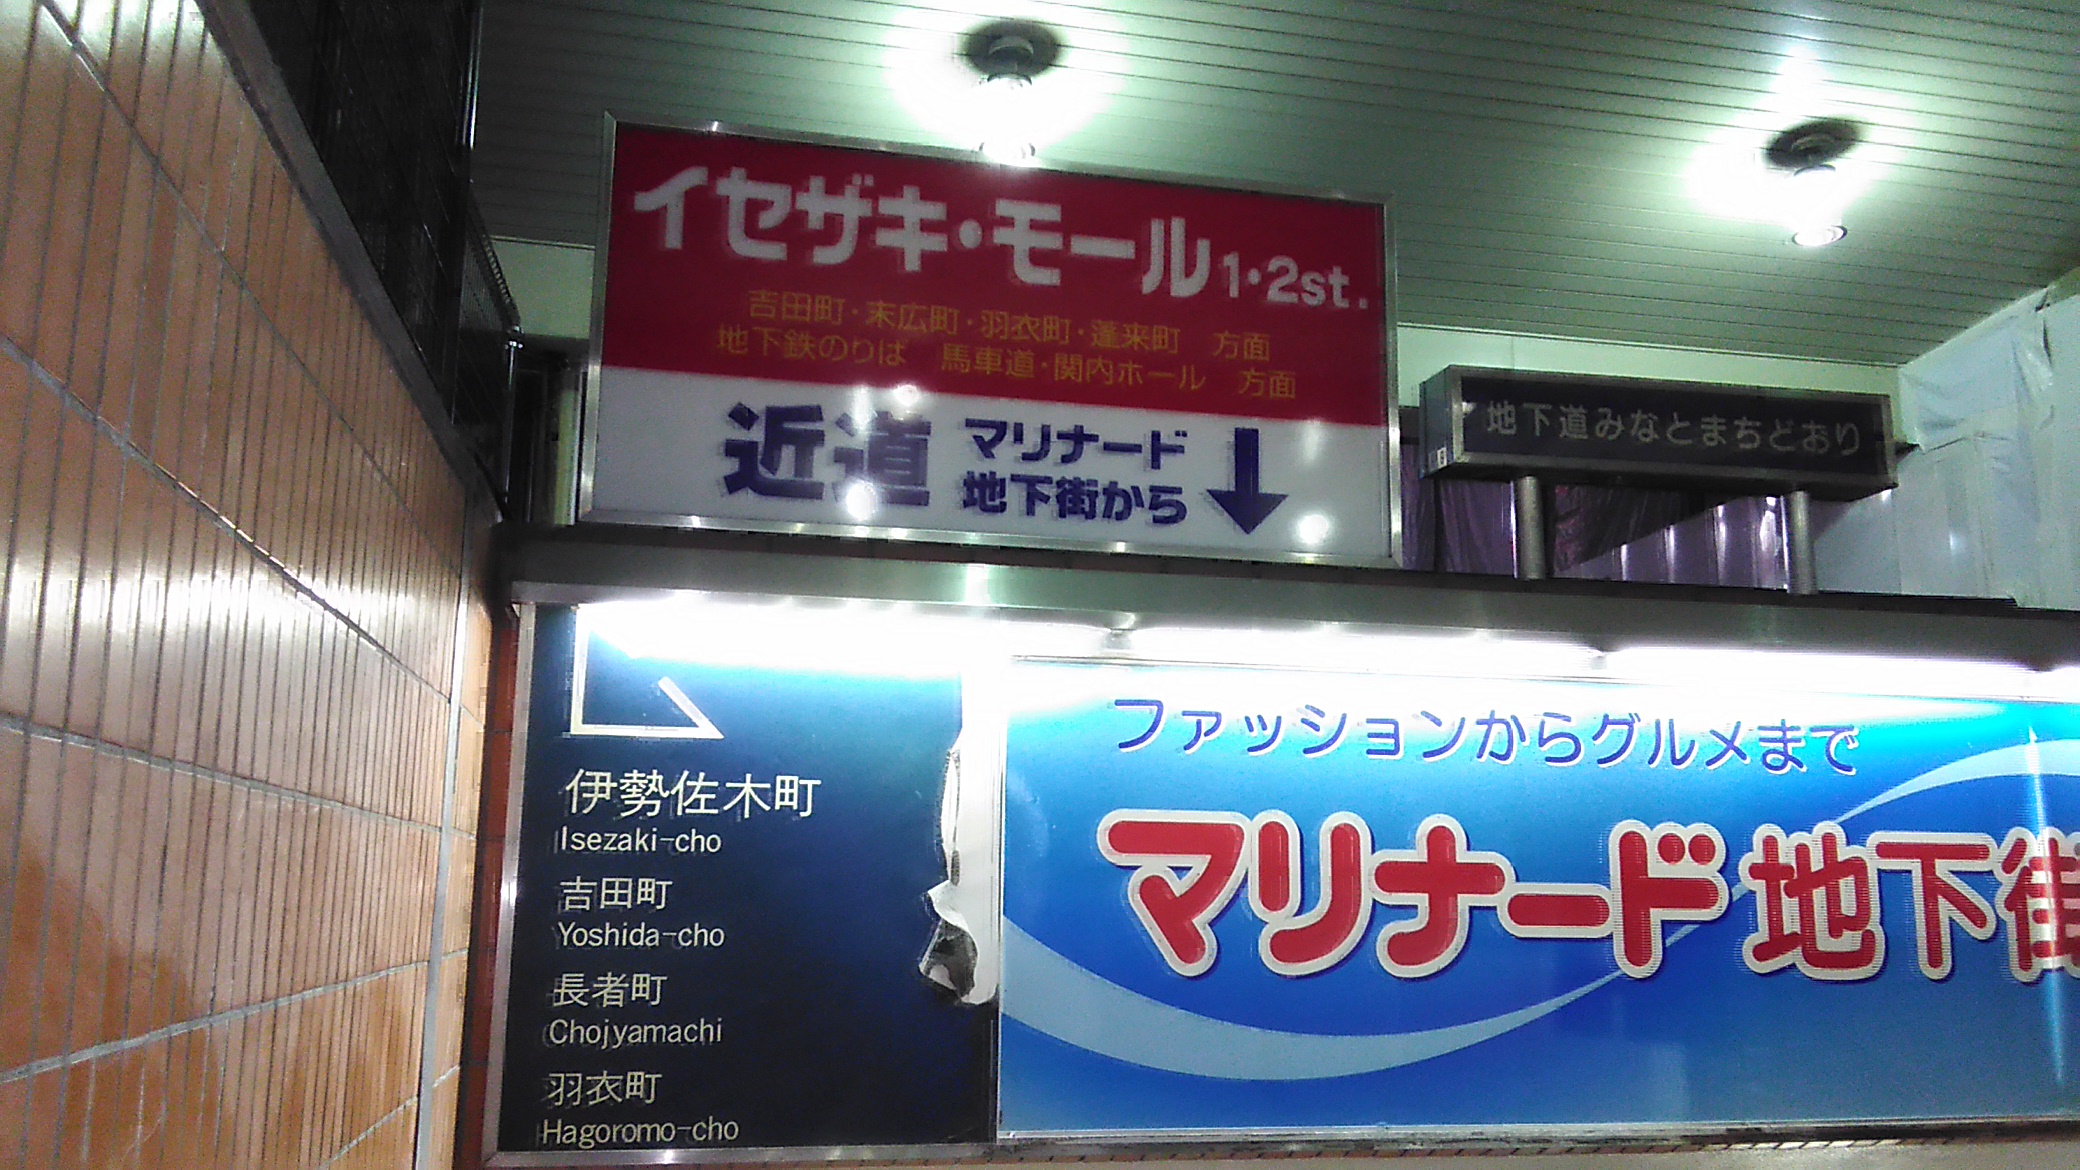 イセザキ・モール1・2st.
吉田町・末広町・羽衣町・蓬来町　方面
地下鉄のりば　馬車道・関内ホール　方面
近道 マリナード
地下街から
地下道みなとまちどおり
伊勢佐木町
Isezaki-cho
吉田町
Yoshida-cho
長者町
Chojyamachi
羽衣町
Hagoromo-cho
ファッションからグルメまで
マリナード地下街